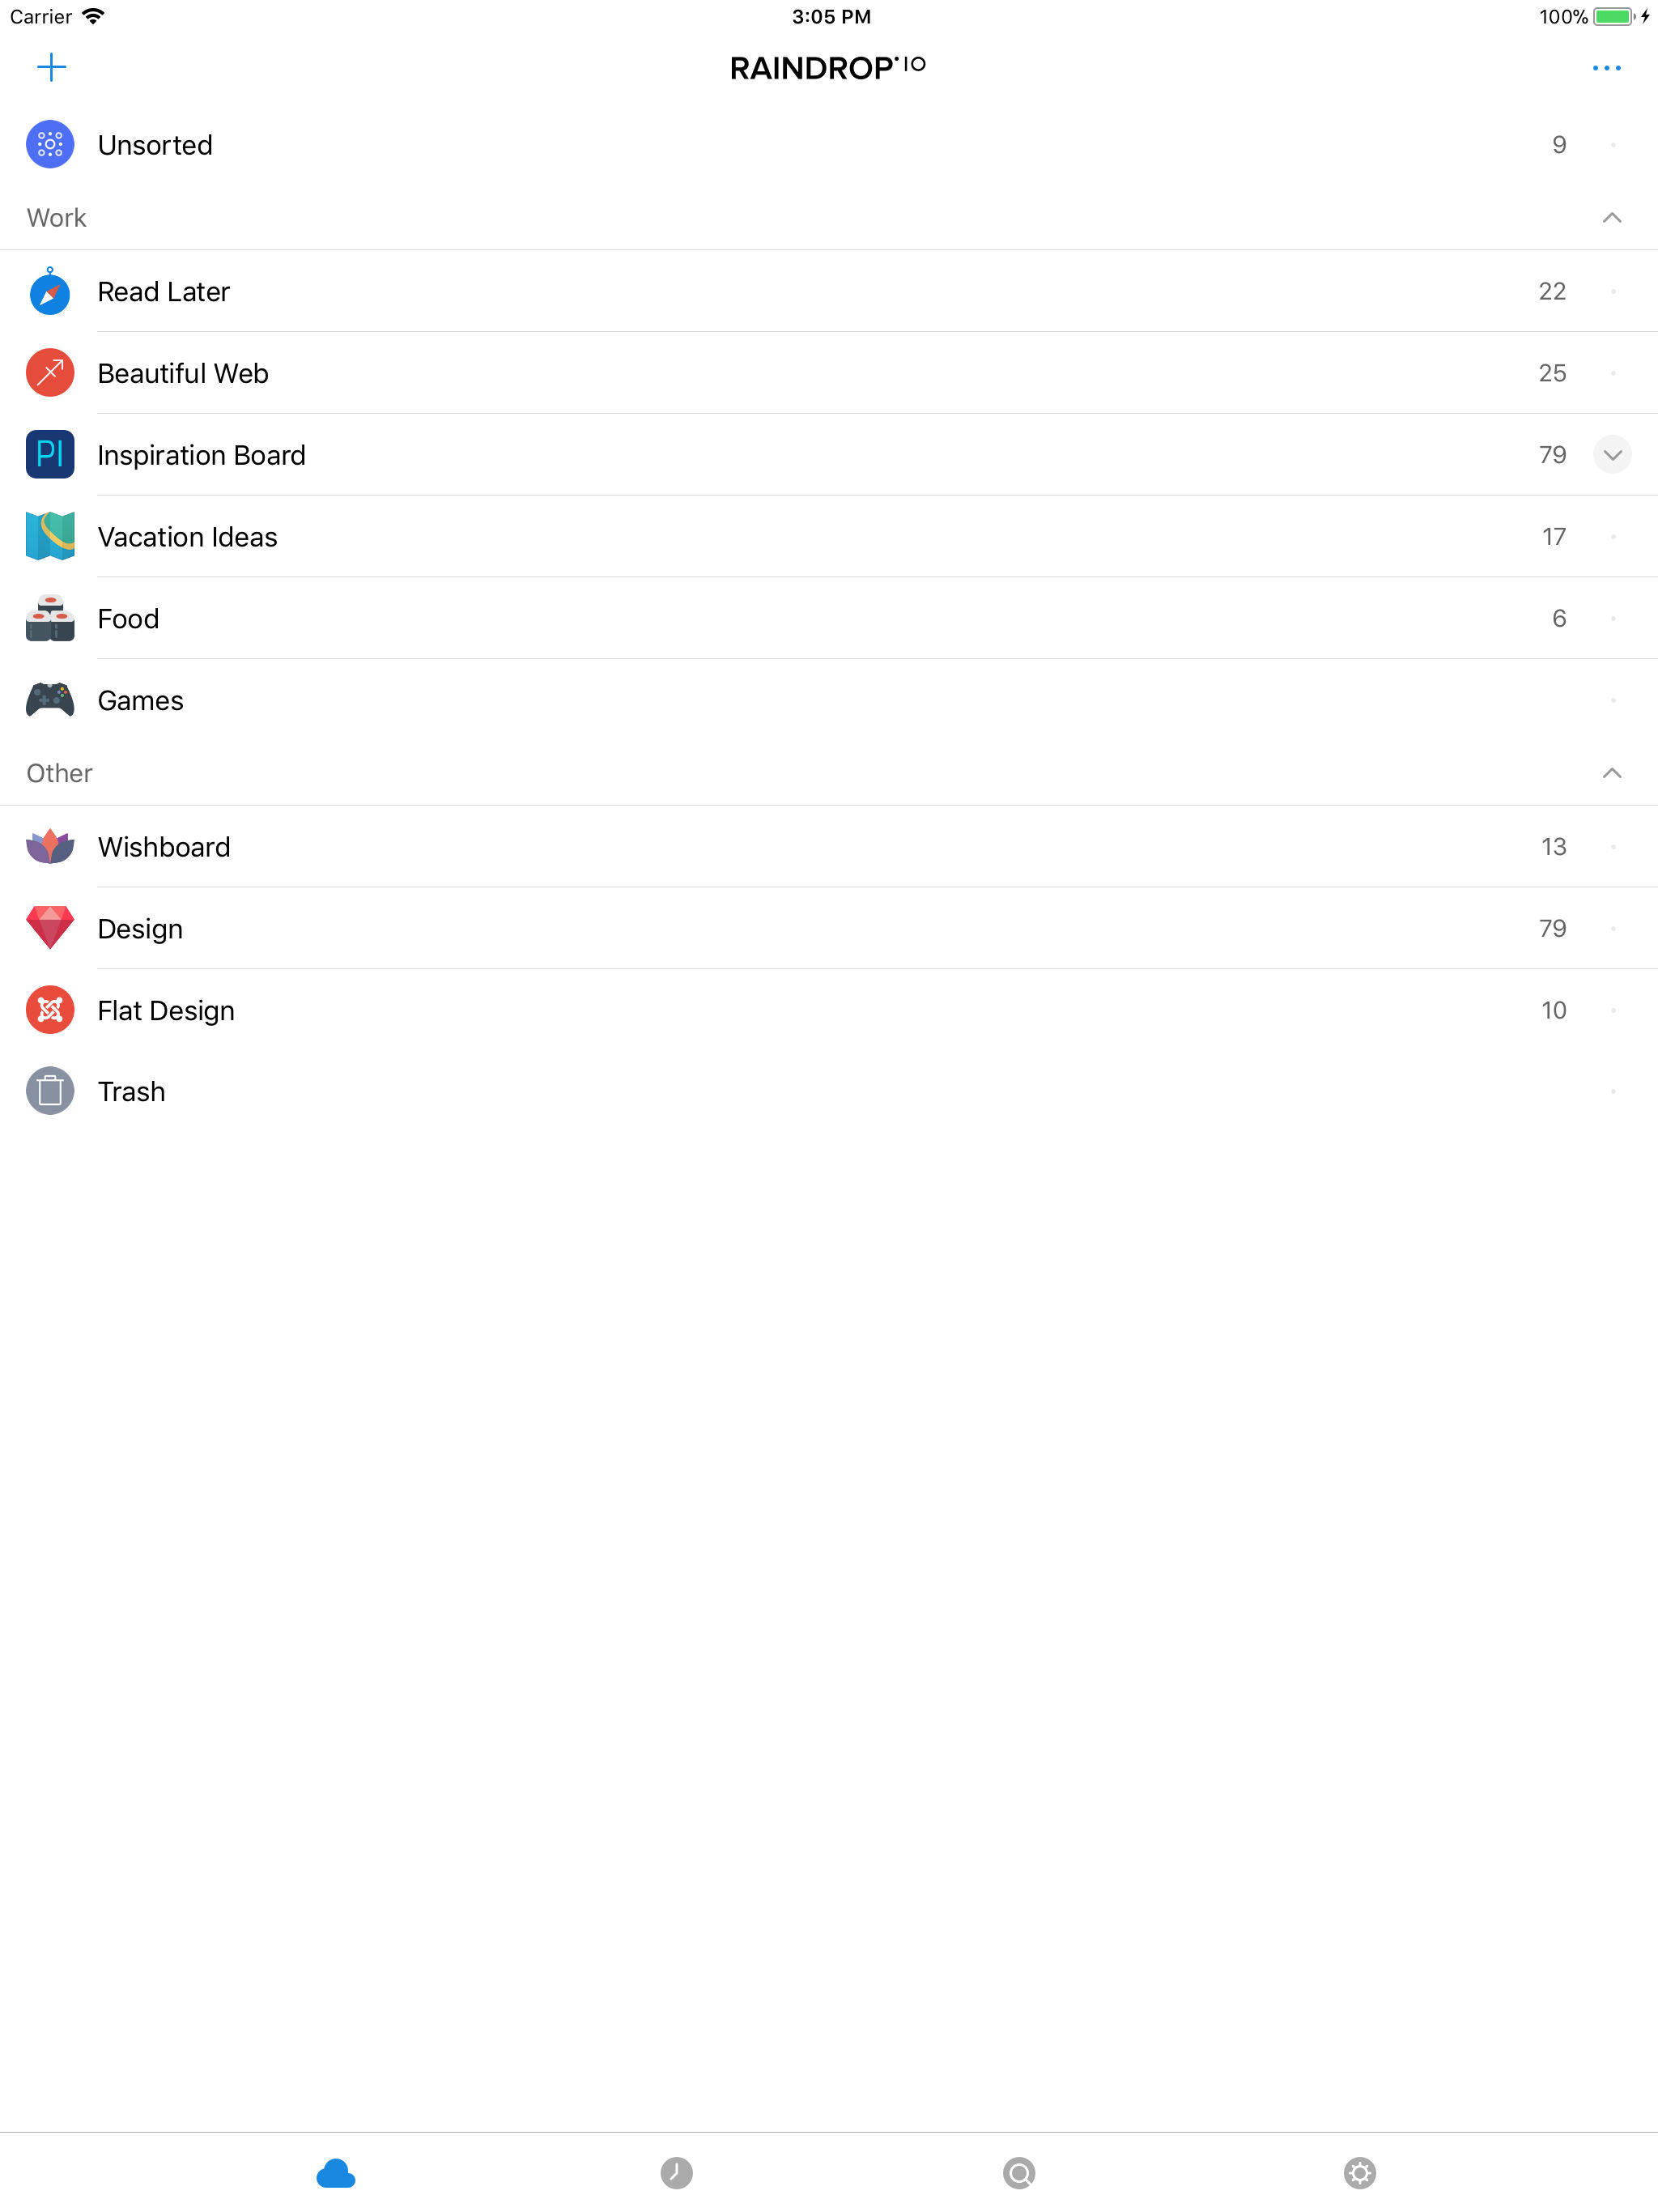 Carrier 3:05 PM 100%
RAINDROP.IO
Unsorted 9
Work
Read Later 22
Beautiful Web 25
PI Inspiration Board 79
Vacation Ideas 17
Food 6
Games
Other
Wishboard 13
Design 79
Flat Design 10
Trash